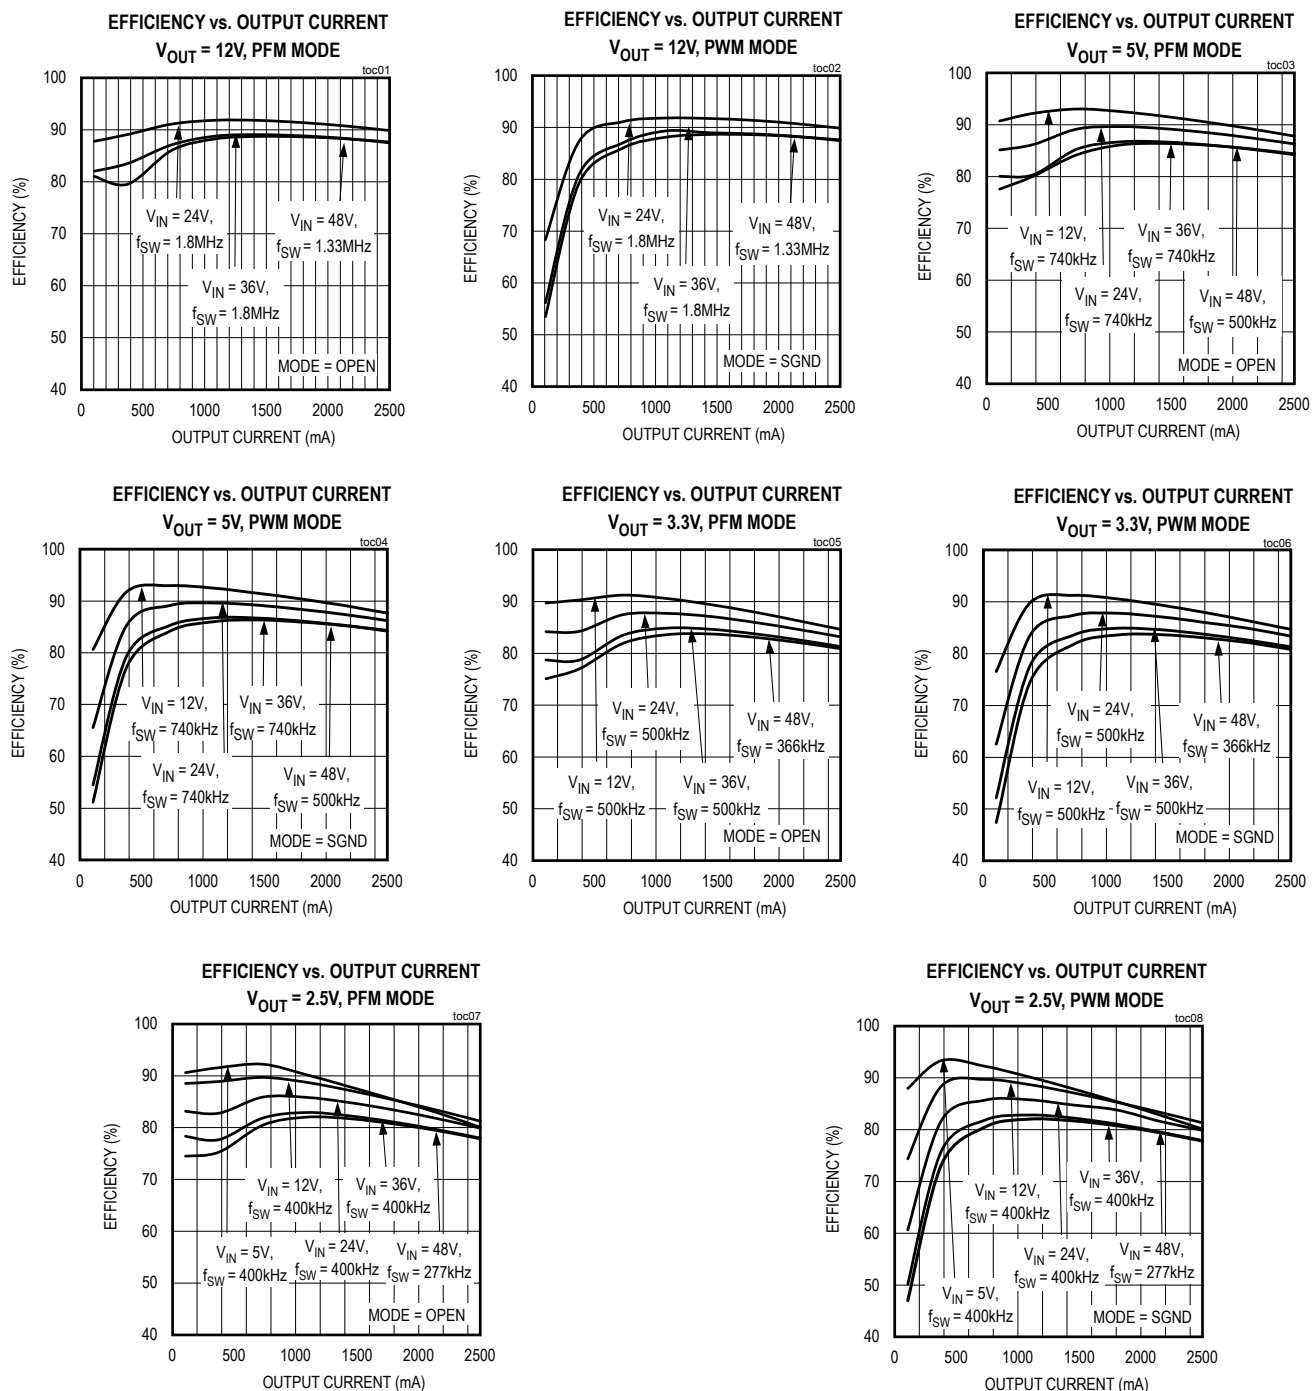 EFFICIENCY vs. OUTPUT CURRENT
VOUT = 12V, PFM MODE
toc01
100
90
80
70
60
50
40
EFFICIENCY (%)
VIN = 24V,
fSW = 1.8MHz
VIN = 48V,
fSW = 1.33MHz
VIN = 36V,
fSW = 1.8MHz
MODE = OPEN
0 500 1000 1500 2000 2500
OUTPUT CURRENT (mA)
EFFICIENCY vs. OUTPUT CURRENT
VOUT = 12V, PWM MODE
toc02
100
90
80
70
60
50
40
EFFICIENCY (%)
VIN = 24V,
fSW = 1.8MHz
VIN = 48V,
fSW = 1.33MHz
VIN = 36V,
fSW = 1.8MHz
MODE = SGND
0 500 1000 1500 2000 2500
OUTPUT CURRENT (mA)
EFFICIENCY vs. OUTPUT CURRENT
VOUT = 5V, PFM MODE
toc03
100
90
80
70
60
50
40
EFFICIENCY (%)
VIN = 12V,
fSW = 740kHz
VIN = 36V,
fSW = 740kHz
VIN = 24V,
fSW = 740kHz
VIN = 48V,
fSW = 500kHz
MODE = OPEN
0 500 1000 1500 2000 2500
OUTPUT CURRENT (mA)
EFFICIENCY vs. OUTPUT CURRENT
VOUT = 5V, PWM MODE
toc04
100
90
80
70
60
50
40
EFFICIENCY (%)
VIN = 12V,
fSW = 740kHz
VIN = 36V,
fSW = 740kHz
VIN = 24V,
fSW = 740kHz
VIN = 48V,
fSW = 500kHz
MODE = SGND
0 500 1000 1500 2000 2500
OUTPUT CURRENT (mA)
EFFICIENCY vs. OUTPUT CURRENT
VOUT = 3.3V, PFM MODE
toc05
100
90
80
70
60
50
40
EFFICIENCY (%)
VIN = 24V,
fSW = 500kHz
VIN = 48V,
fSW = 366kHz
VIN = 12V,
fSW = 500kHz
VIN = 36V,
fSW = 500kHz
MODE = OPEN
0 500 1000 1500 2000 2500
OUTPUT CURRENT (mA)
EFFICIENCY vs. OUTPUT CURRENT
VOUT = 3.3V, PWM MODE
toc06
100
90
80
70
60
50
40
EFFICIENCY (%)
VIN = 24V,
fSW = 500kHz
VIN = 48V,
fSW = 366kHz
VIN = 12V,
fSW = 500kHz
VIN = 36V,
fSW = 500kHz
MODE = SGND
0 500 1000 1500 2000 2500
OUTPUT CURRENT (mA)
EFFICIENCY vs. OUTPUT CURRENT
VOUT = 2.5V, PFM MODE
toc07
100
90
80
70
60
50
40
EFFICIENCY (%)
VIN = 12V,
fSW = 400kHz
VIN = 36V,
fSW = 400kHz
VIN = 5V,
fSW = 400kHz
VIN = 24V,
fSW = 400kHz
VIN = 48V,
fSW = 277kHz
MODE = OPEN
0 500 1000 1500 2000 2500
OUTPUT CURRENT (mA)
EFFICIENCY vs. OUTPUT CURRENT
VOUT = 2.5V, PWM MODE
toc08
100
90
80
70
60
50
40
EFFICIENCY (%)
VIN = 12V,
fSW = 400kHz
VIN = 36V,
fSW = 400kHz
VIN = 24V,
fSW = 400kHz
VIN = 48V,
fSW = 277kHz
VIN = 5V,
fSW = 400kHz
MODE = SGND
0 500 1000 1500 2000 2500
OUTPUT CURRENT (mA)